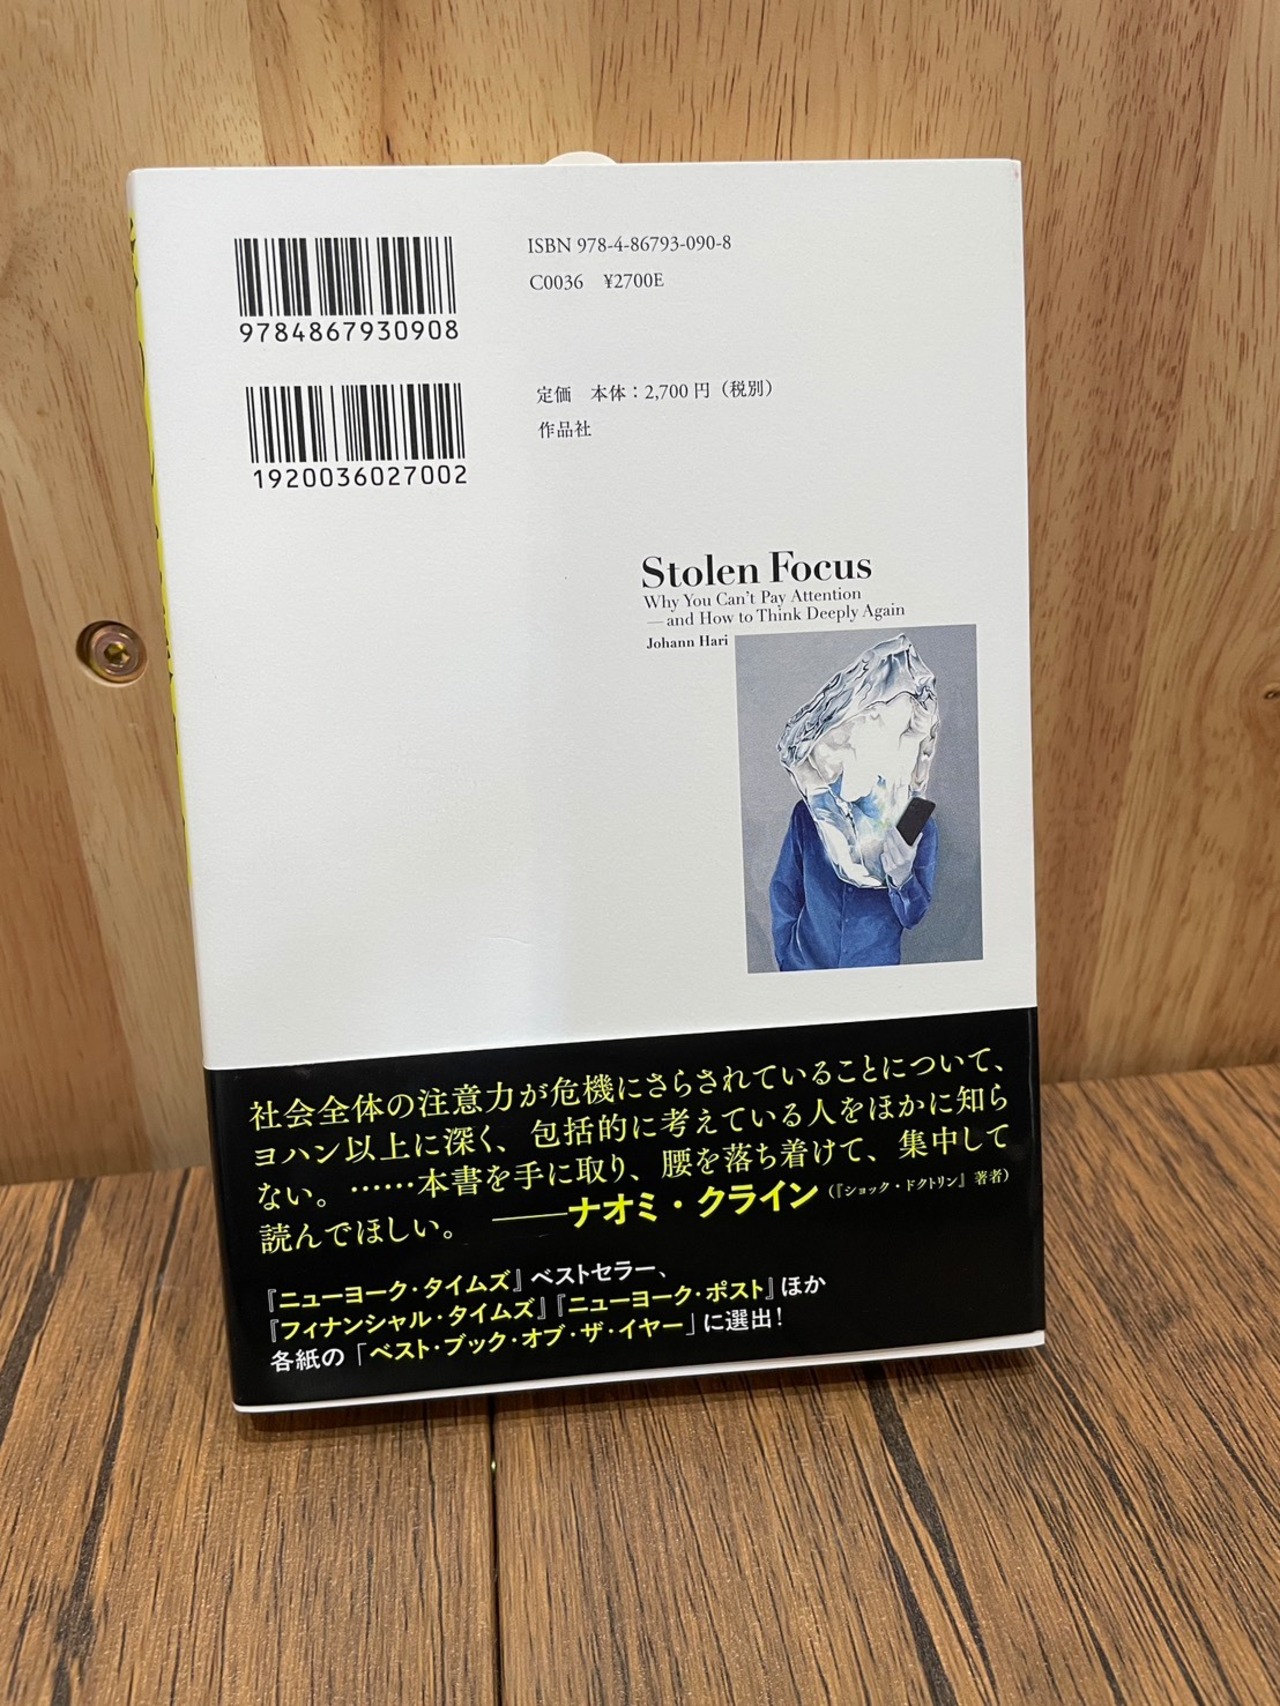 9784867930908
ISBN 978-4-86793-090-8
C0036 ¥2700E
1920036027002
定価 本体：2,700円（税別）
作品社
Stolen Focus
Why You Can't Pay Attention
—and How to Think Deeply Again
Johann Hari
社会全体の注意力が危機にさらされていることについて、
ヨハン以上に深く、包括的に考えている人をほかに知ら
ない。……本書を手に取り、腰を落ち着けて、集中して
読んでほしい。 ——ナオミ・クライン（『ショック・ドクトリン』著者）
『ニューヨーク・タイムズ』ベストセラー、
『フィナンシャル・タイムズ』『ニューヨーク・ポスト』ほか
各紙の「ベスト・ブック・オブ・ザ・イヤー」に選出！